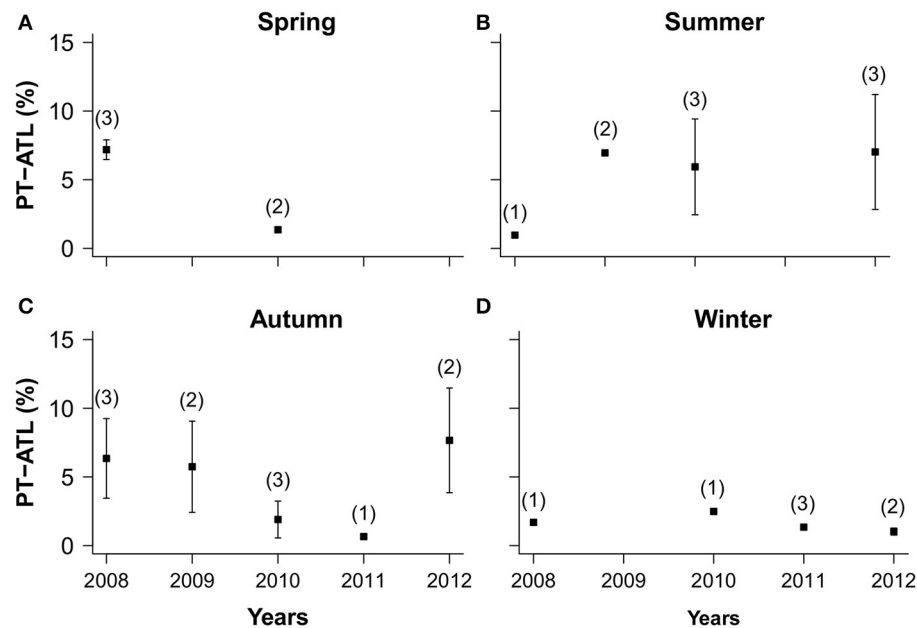 A Spring
PT–ATL (%)
15
10
5
0
(3)
(2)
B Summer
(1)
(2)
(3)
(3)
C Autumn
PT–ATL (%)
15
10
5
0
(3)
(2)
(3)
(1)
(2)
2008 2009 2010 2011 2012
Years
D Winter
(1)
(1)
(3)
(2)
2008 2009 2010 2011 2012
Years